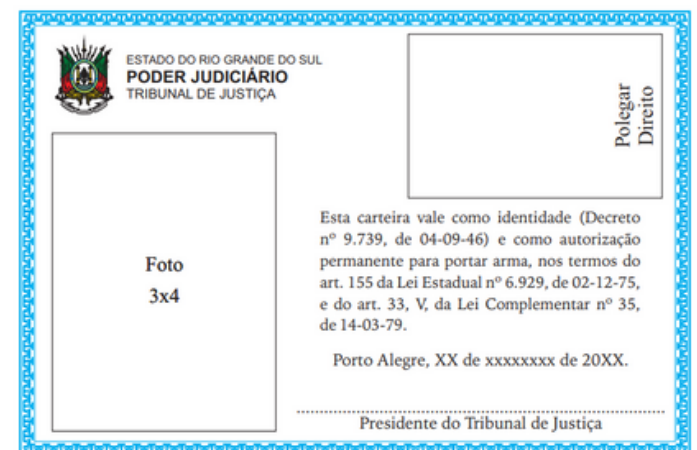 ESTADO DO RIO GRANDE DO SUL
PODER JUDICIÁRIO
TRIBUNAL DE JUSTIÇA
Polegar
Direito
Foto
3x4
Esta carteira vale como identidade (Decreto
nº 9.739, de 04-09-46) e como autorização
permanente para portar arma, nos termos do
art. 155 da Lei Estadual nº 6.929, de 02-12-75,
e do art. 33, V, da Lei Complementar nº 35,
de 14-03-79.
Porto Alegre, XX de xxxxxxxx de 20XX.
Presidente do Tribunal de Justiça